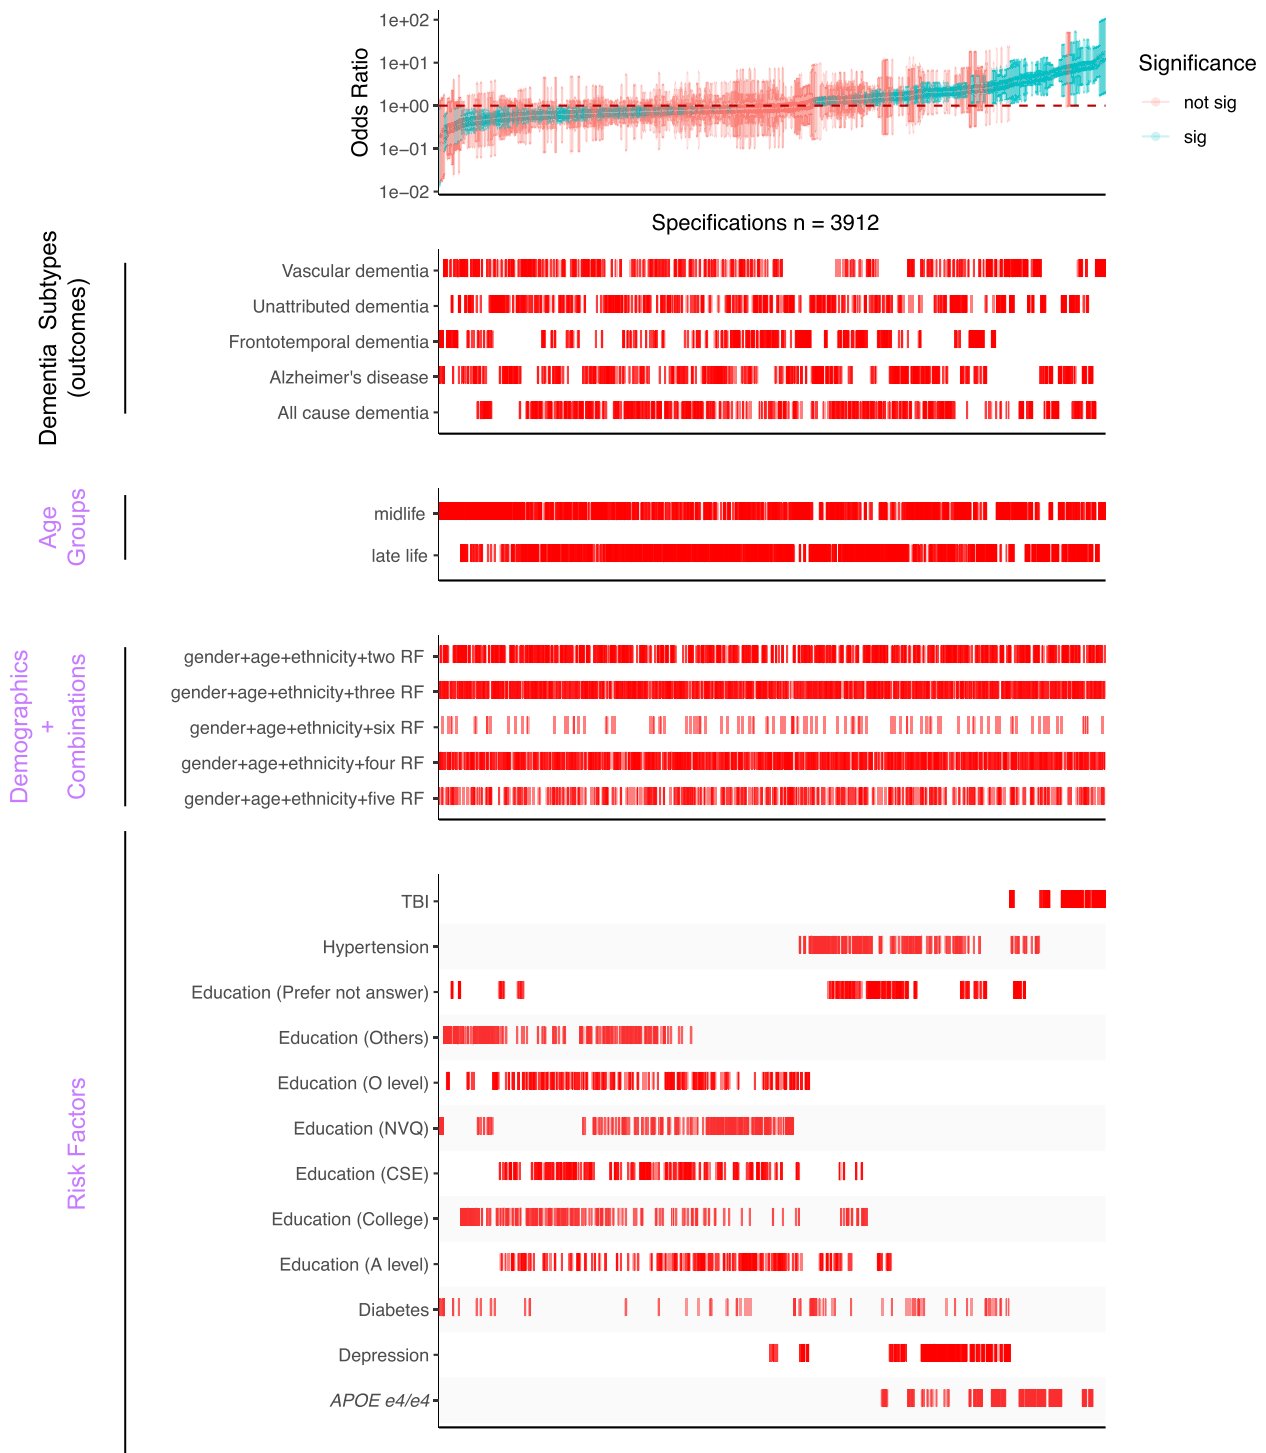 1e+02
1e+01
1e+00
1e−01
1e−02
Odds Ratio
Significance
not sig
sig
Specifications n = 3912
Dementia Subtypes
(outcomes)
Vascular dementia
Unattributed dementia
Frontotemporal dementia
Alzheimer's disease
All cause dementia
Age
Groups
midlife
late life
Demographics
+
Combinations
gender+age+ethnicity+two RF
gender+age+ethnicity+three RF
gender+age+ethnicity+six RF
gender+age+ethnicity+four RF
gender+age+ethnicity+five RF
Risk Factors
TBI
Hypertension
Education (Prefer not answer)
Education (Others)
Education (O level)
Education (NVQ)
Education (CSE)
Education (College)
Education (A level)
Diabetes
Depression
APOE e4/e4